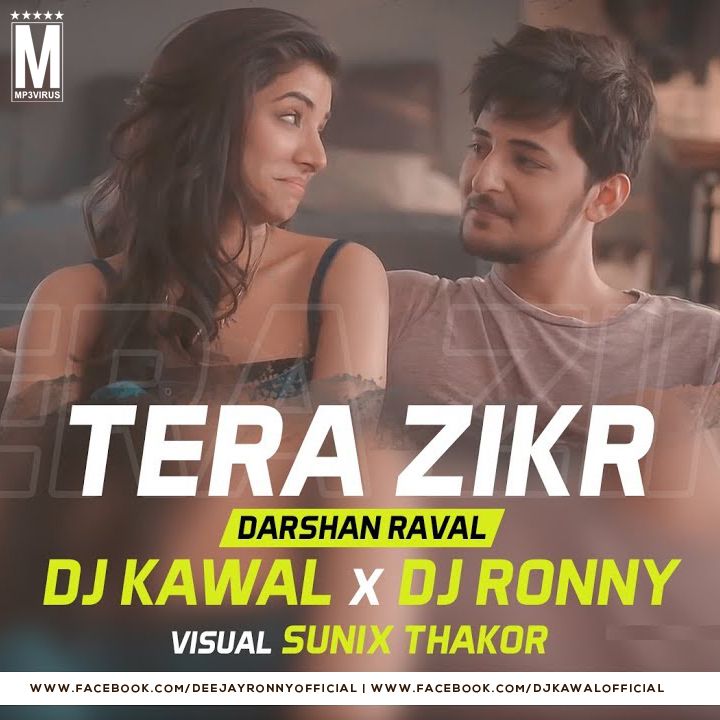 M
MP3VIRUS
TERA ZIKR
DARSHAN RAVAL
DJ KAWAL X DJ RONNY
VISUAL SUNIX THAKOR
WWW.FACEBOOK.COM/DEEJAYRONNYOFFICIAL | WWW.FACEBOOK.COM/DJKAWALOFFICIAL